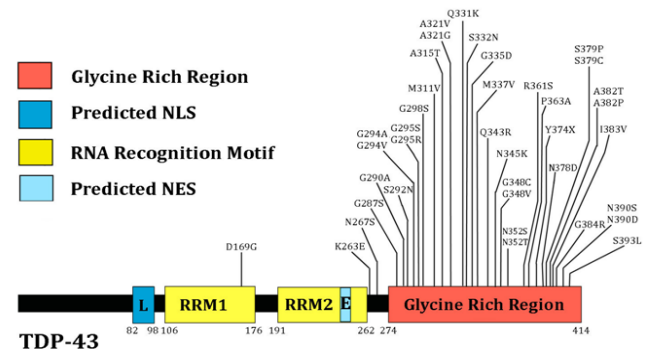 Glycine Rich Region
Predicted NLS
RNA Recognition Motif
Predicted NES
Q331K
A321V
A321G
S332N
A315T
G335D
M311V
M337V
G298S
G295S
G295R
G294A
G294V
Q343R
N345K
G290A
S292N
G348C
G348V
G287S
N267S
N352S
N352T
K263E
D169G
S379P
S379C
R361S
A382T
A382P
P363A
Y374X
I383V
N378D
N390S
N390D
G384R
S393L
L
RRM1
RRM2
E
Glycine Rich Region
82 98 106 176 191 262 274 414
TDP-43